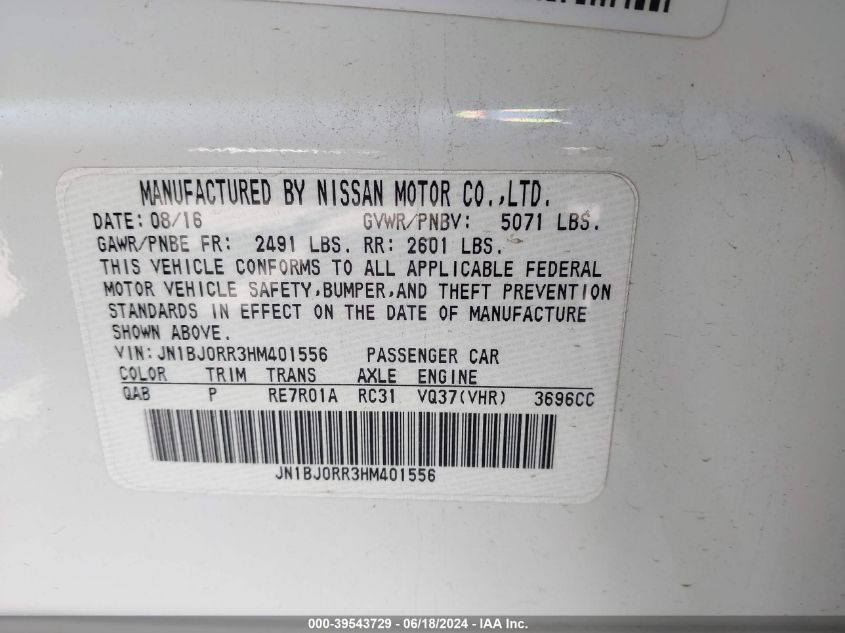 MANUFACTURED BY NISSAN MOTOR CO.,LTD.
DATE: 08/16 GVWR/PNBV: 5071 LBS.
GAWR/PNBE FR: 2491 LBS. RR: 2601 LBS.
THIS VEHICLE CONFORMS TO ALL APPLICABLE FEDERAL
MOTOR VEHICLE SAFETY,BUMPER,AND THEFT PREVENTION
STANDARDS IN EFFECT ON THE DATE OF MANUFACTURE
SHOWN ABOVE.
VIN: JN1BJ0RR3HM401556 PASSENGER CAR
COLOR TRIM TRANS AXLE ENGINE
QAB P RE7R01A RC31 VQ37(VHR) 3696CC
JN1BJ0RR3HM401556
000-39543729 - 06/18/2024 - IAA Inc.